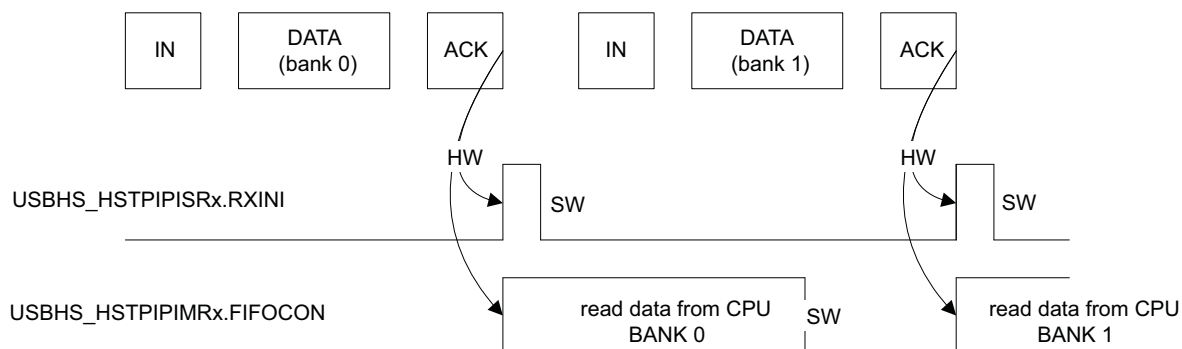 IN
DATA
(bank 0)
ACK
IN
DATA
(bank 1)
ACK
HW
HW
USBHS_HSTPIPISRx.RXINI
SW
SW
USBHS_HSTPIPIMRx.FIFOCON
read data from CPU
BANK 0
SW
read data from CPU
BANK 1